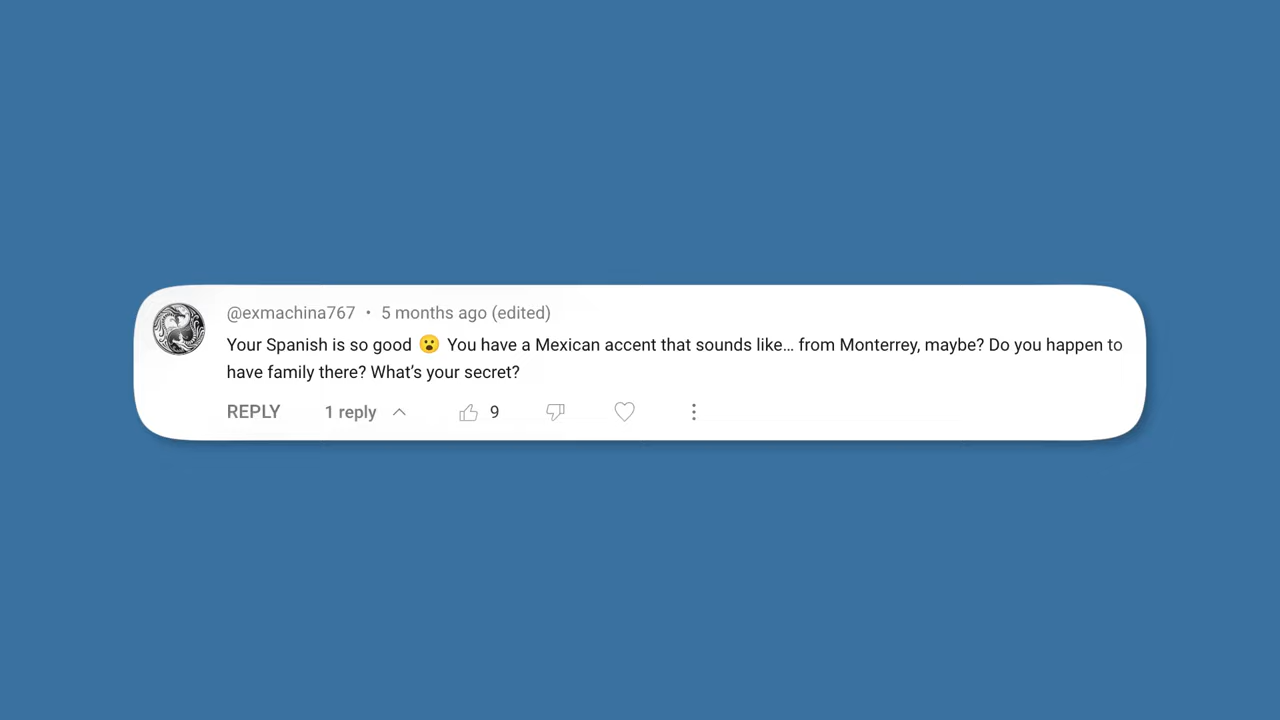 @exmachina767 • 5 months ago (edited)
Your Spanish is so good 😮 You have a Mexican accent that sounds like... from Monterrey, maybe? Do you happen to
have family there? What's your secret?
REPLY 1 reply 9